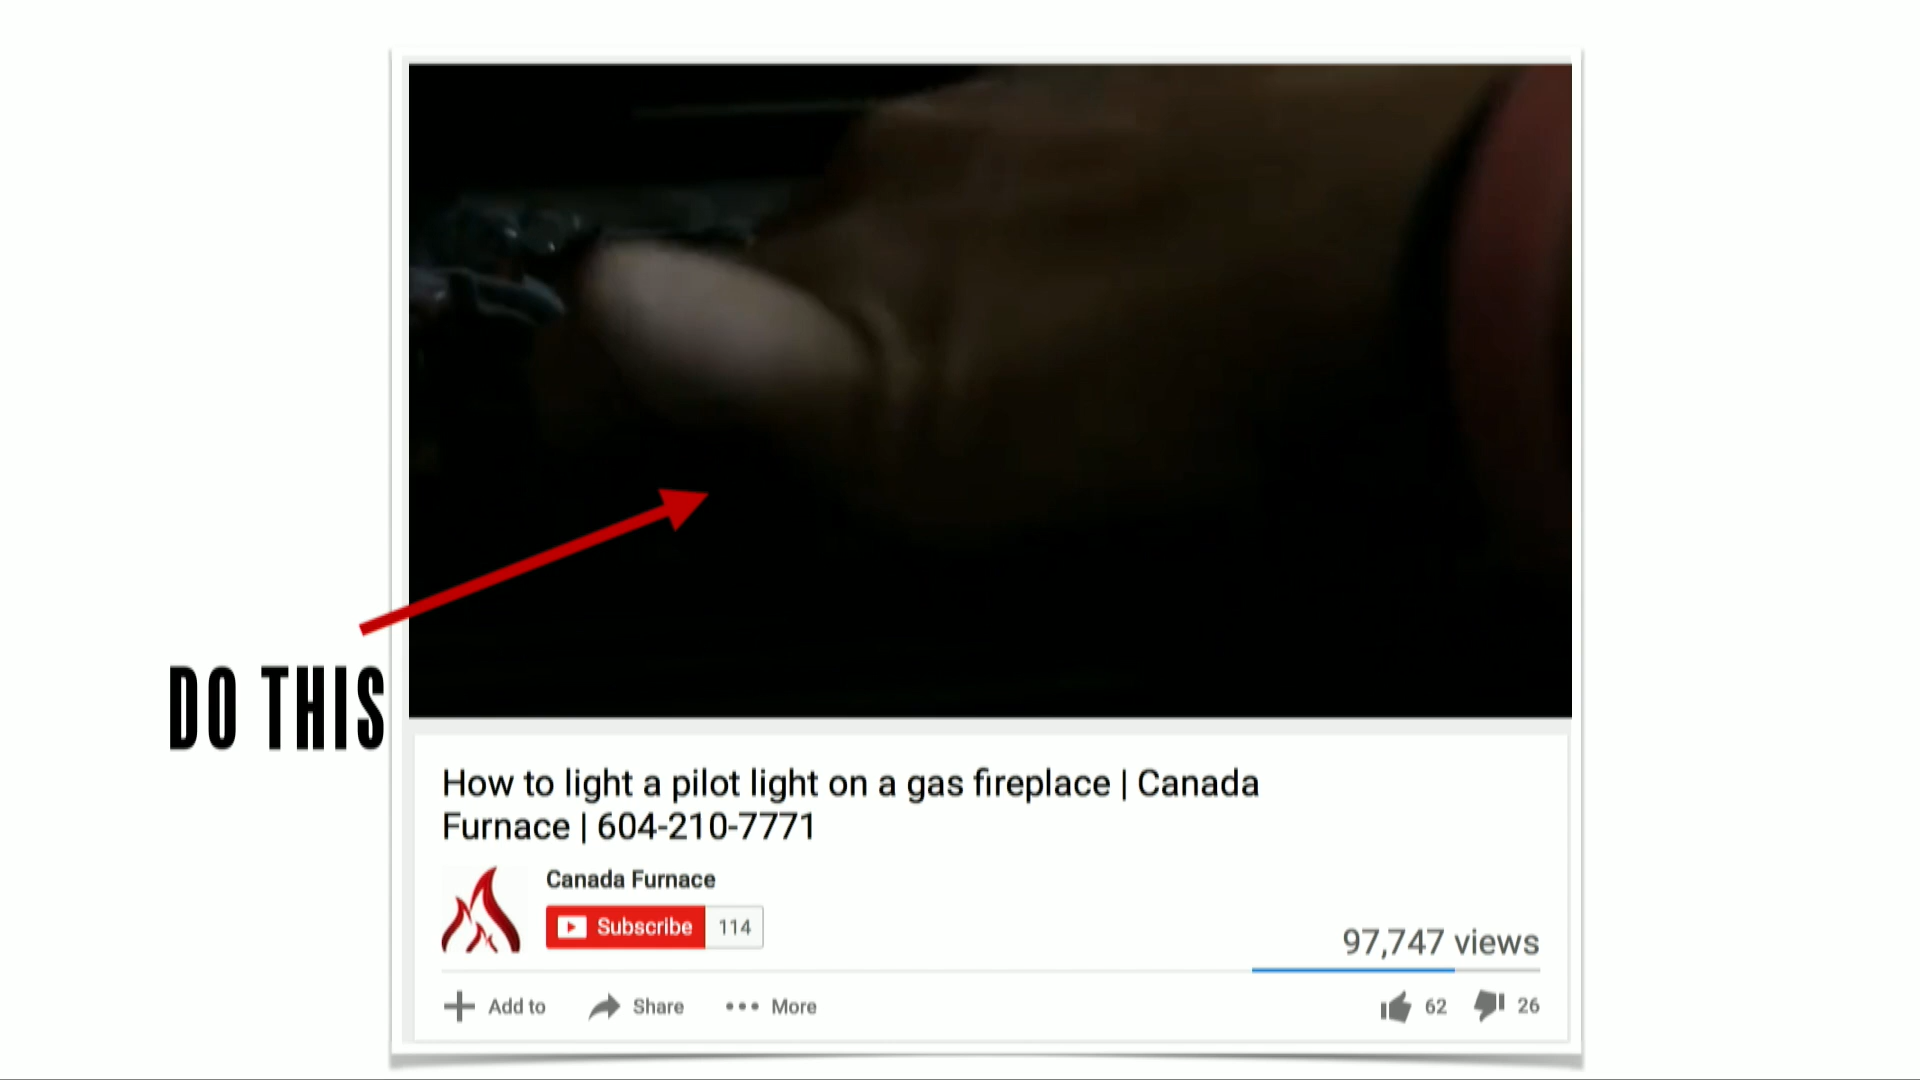 DO THIS
How to light a pilot light on a gas fireplace | Canada
Furnace | 604-210-7771
Canada Furnace
Subscribe 114
97,747 views
Add to Share More 62 26